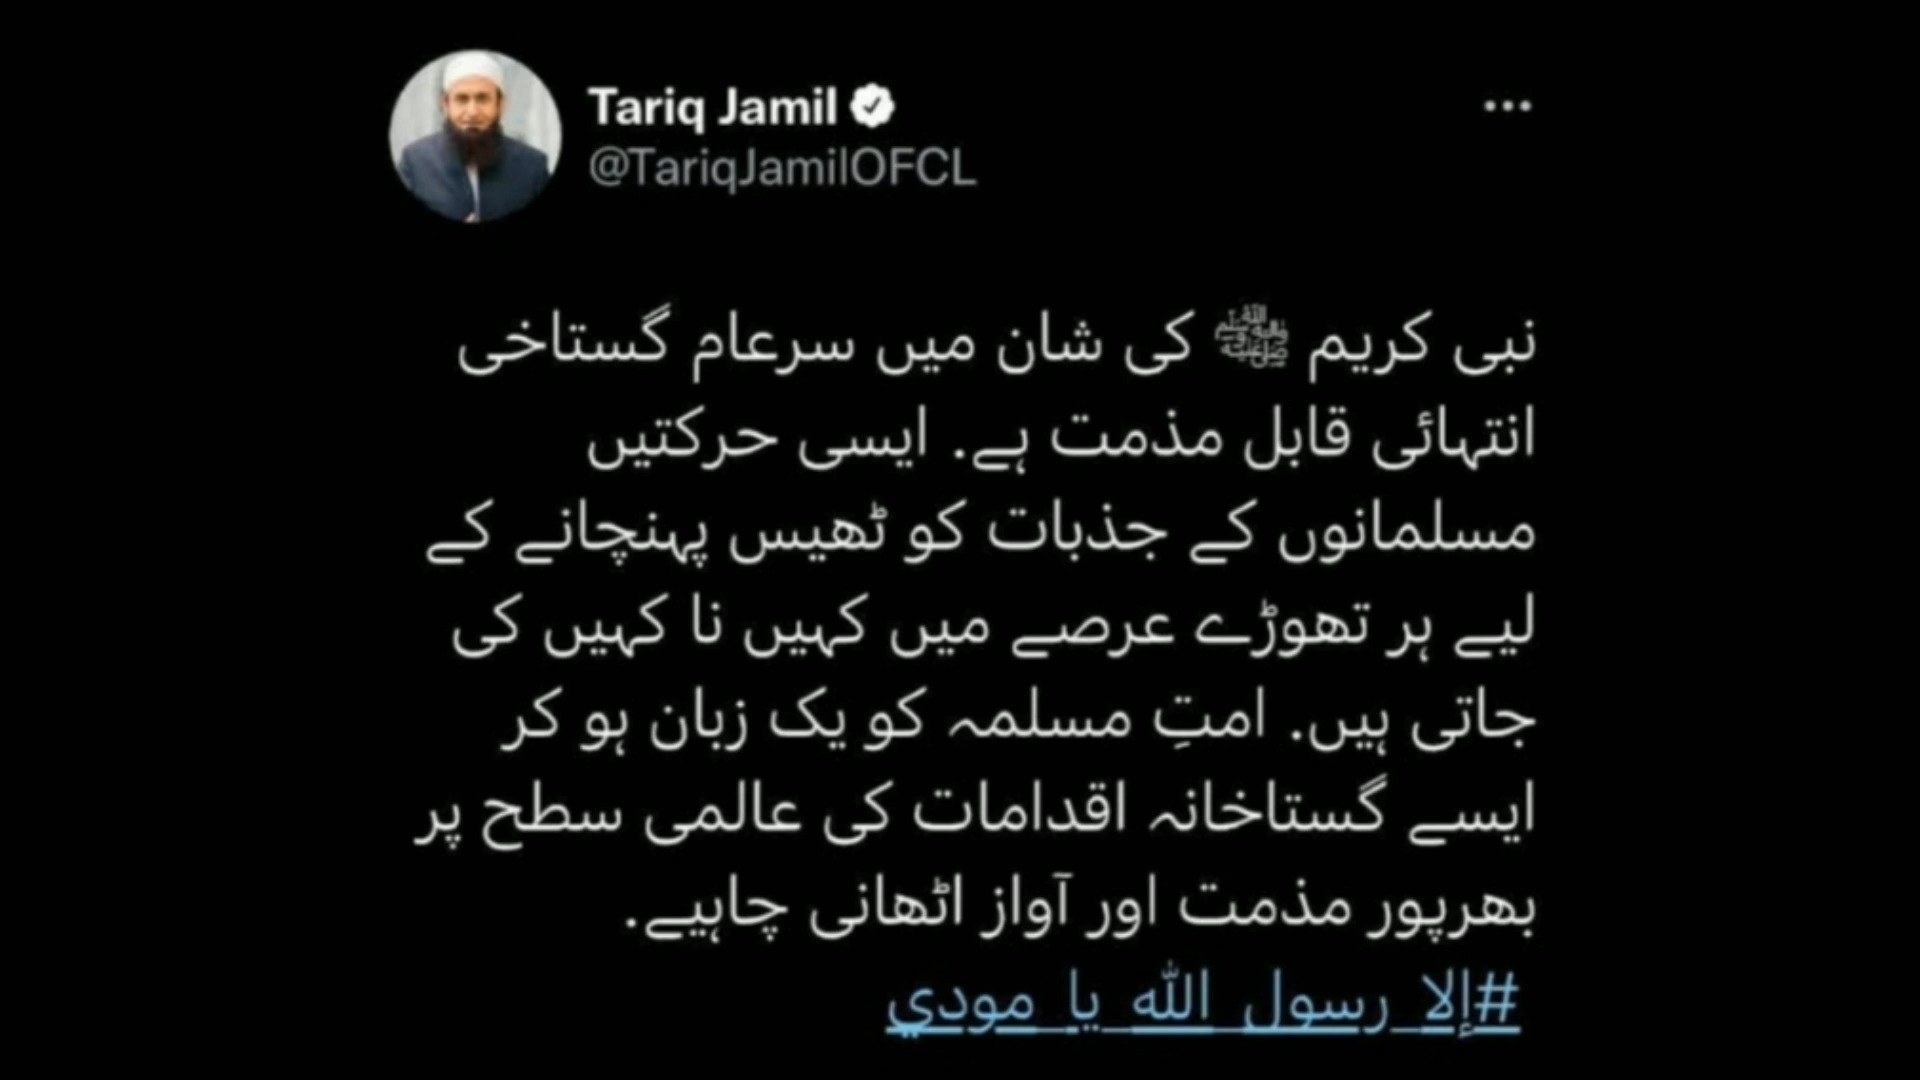 Tariq Jamil
@TariqJamilOFCL
نبی کریم ﷺ کی شان میں سرعام گستاخی
انتہائی قابل مذمت ہے. ایسی حرکتیں
مسلمانوں کے جذبات کو ٹھیس پہنچانے کے
لیے ہر تھوڑے عرصے میں کہیں نا کہیں کی
جاتی ہیں. امتِ مسلمہ کو یک زبان ہو کر
ایسے گستاخانہ اقدامات کی عالمی سطح پر
بھرپور مذمت اور آواز اٹھانی چاہیے.
#إلا_رسول_الله_يا_مودي